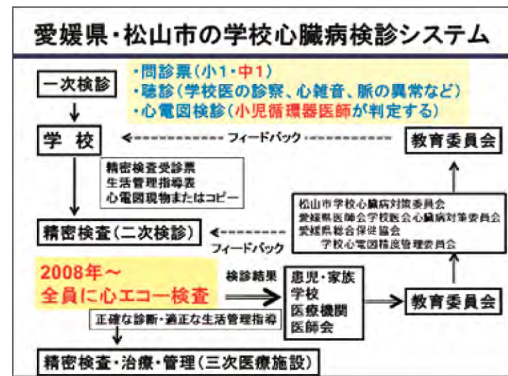 愛媛県・松山市の学校心臓病検診システム
一次検診
・問診票(小1・中1)
・聴診(学校医の診察、心雑音、脈の異常など)
・心電図検診(小児循環器医師が判定する)
学 校
フィードバック
教育委員会
精密検査受診票
生活管理指導表
心電図現物またはコピー
松山市学校心臓病対策委員会
愛媛県医師会学校医会心臓病対策委員会
愛媛県総合保健協会
学校心電図精度管理委員会
精密検査(二次検診)
フィードバック
2008年~
全員に心エコー検査
検診結果
患児・家族
学校
医療機関
医師会
教育委員会
正確な診断・適正な生活管理指導
精密検査・治療・管理(三次医療施設)